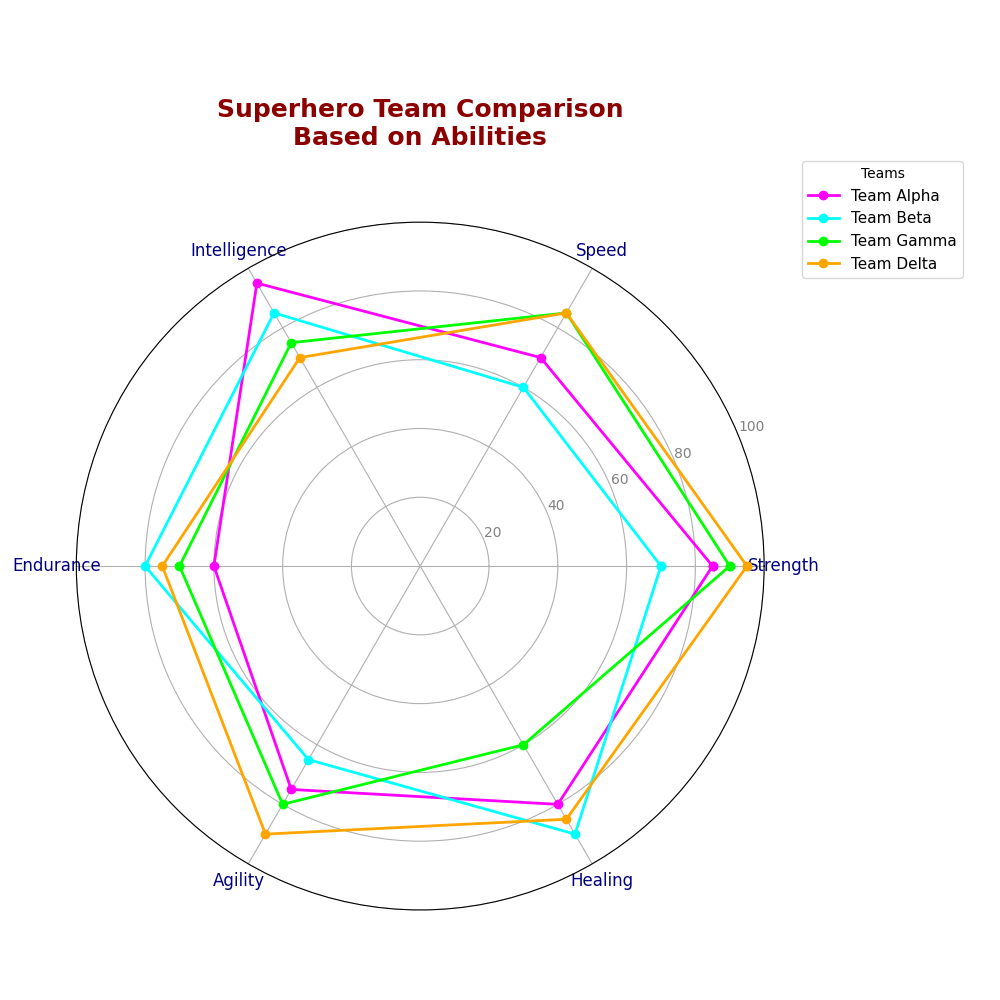 Superhero Team Comparison
Based on Abilities
Teams
Team Alpha
Team Beta
Team Gamma
Team Delta
Intelligence
Speed
100
80
60
40
20
Endurance
Strength
Agility
Healing